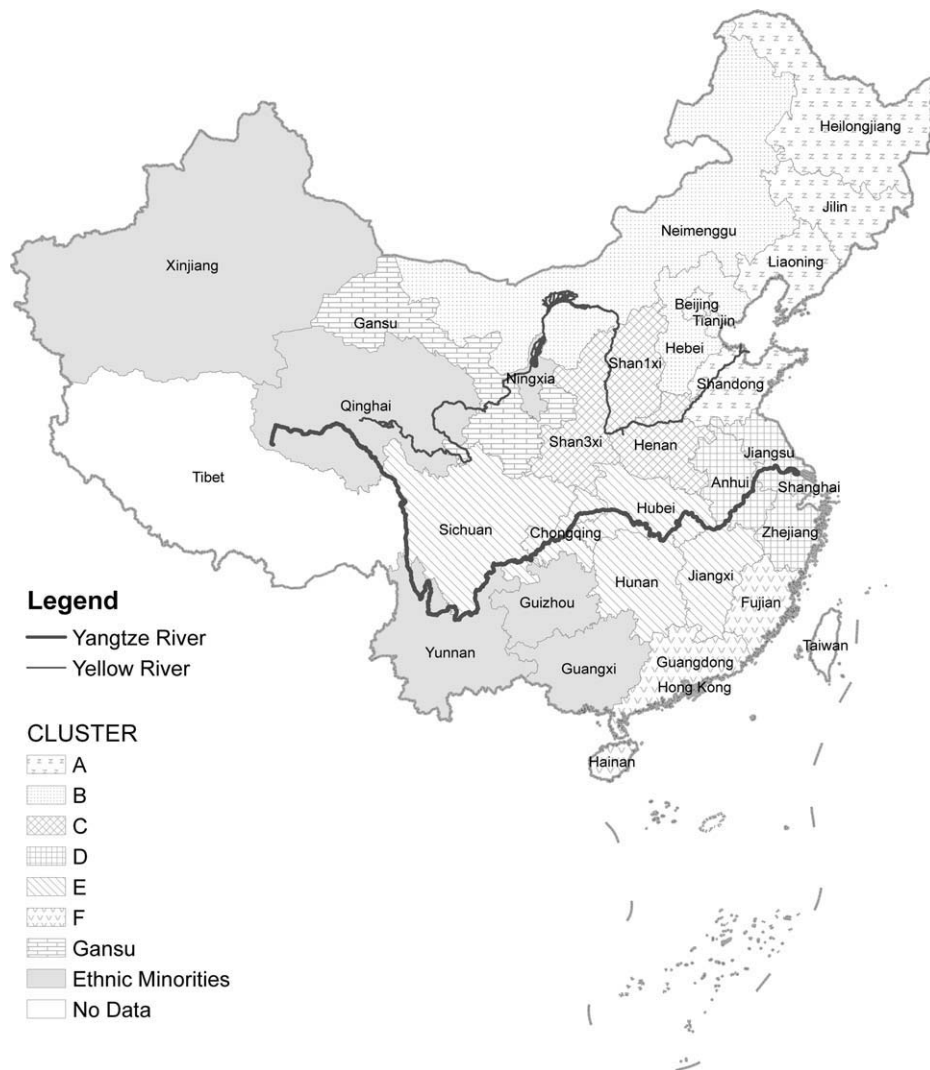 Heilongjiang
Jilin
Neimenggu
Liaoning
Xinjiang
Beijing
Tianjin
Gansu
Hebei
Shan1xi
Ningxia
Shandong
Qinghai
Shan3xi
Henan
Jiangsu
Tibet
Anhui
Shanghai
Hubei
Sichuan
Chongqing
Zhejiang
Hunan
Jiangxi
Guizhou
Fujian
Yunnan
Guangxi
Guangdong
Taiwan
Hong Kong
Hainan
Legend
Yangtze River
Yellow River
CLUSTER
A
B
C
D
E
F
Gansu
Ethnic Minorities
No Data